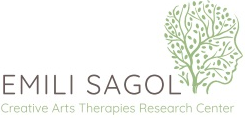 EMILI SAGOL
Creative Arts Therapies Research Center